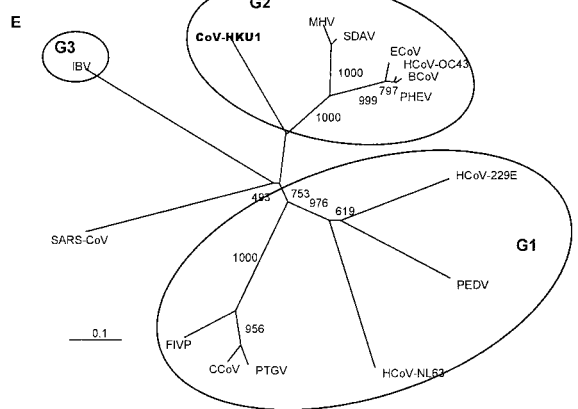 E
G2
MHV
SDAV
CoV-HKU1
ECoV
G3
IBV
HCoV-OC43
1000
BCoV
797
999
PHEV
1000
HCoV-229E
493
753
976
619
SARS-CoV
G1
1000
PEDV
0.1
956
FIVP
CCoV
PTGV
HCoV-NL63